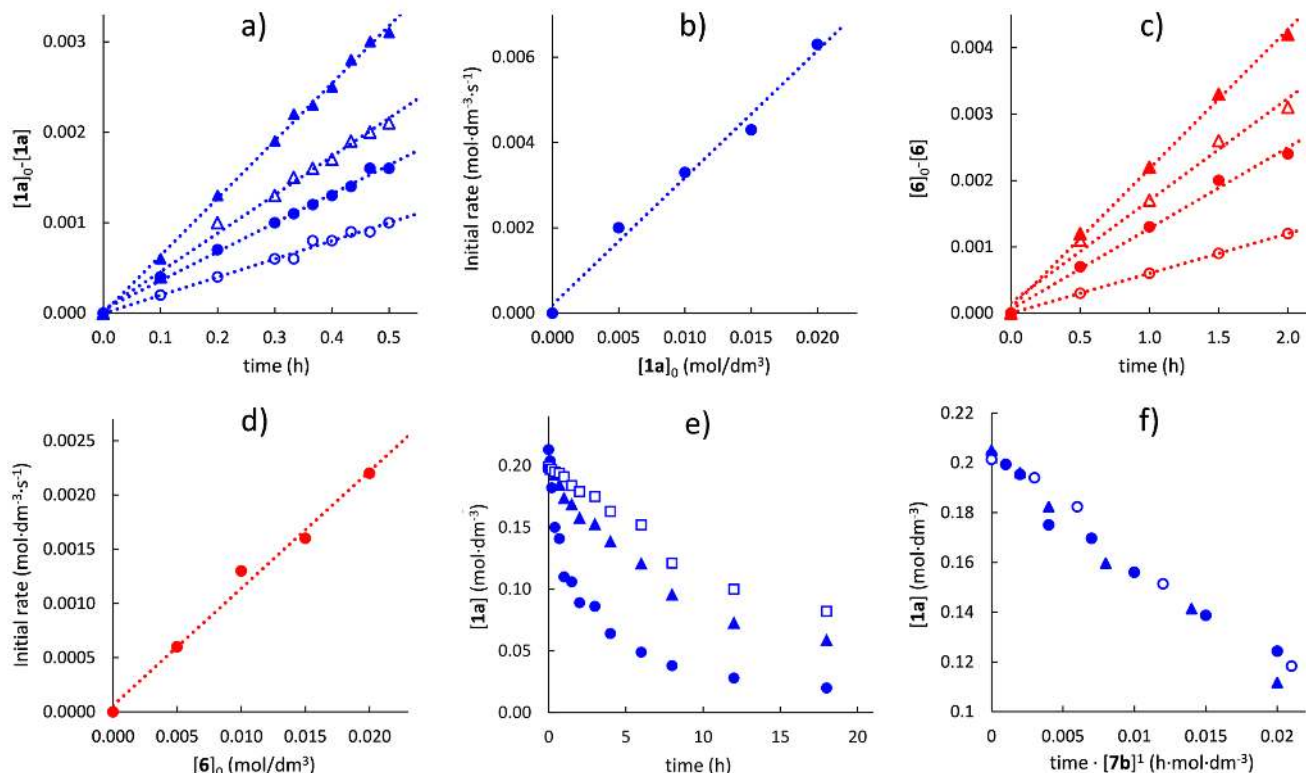 a)
[1a]₀-[1a]
0.003
0.002
0.001
0.000
0.0 0.1 0.2 0.3 0.4 0.5
time (h)
b)
Initial rate (mol·dm⁻³·s⁻¹)
0.006
0.004
0.002
0.000
0.000 0.005 0.010 0.015 0.020
[1a]₀ (mol/dm³)
c)
[6]₀-[6]
0.004
0.003
0.002
0.001
0.000
0.0 0.5 1.0 1.5 2.0
time (h)
d)
Initial rate (mol·dm⁻³·s⁻¹)
0.0025
0.0020
0.0015
0.0010
0.0005
0.0000
0.000 0.005 0.010 0.015 0.020
[6]₀ (mol/dm³)
e)
[1a] (mol·dm⁻³)
0.20
0.15
0.10
0.05
0.00
0 5 10 15 20
time (h)
f)
[1a] (mol·dm⁻³)
0.22
0.2
0.18
0.16
0.14
0.12
0.1
0 0.005 0.01 0.015 0.02
time · [7b]¹ (h·mol·dm⁻³)